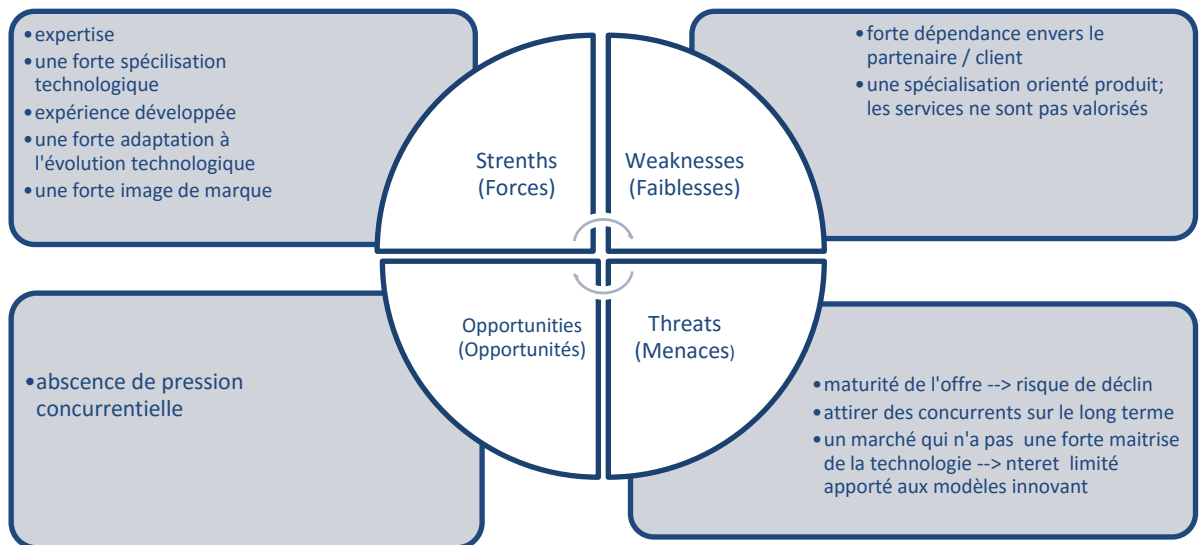 •expertise
•une forte spécilisation
technologique
•expérience développée
•une forte adaptation à
l'évolution technologique
•une forte image de marque
Strenths
(Forces)
Weaknesses
(Faiblesses)
•forte dépendance envers le
partenaire / client
•une spécialisation orienté produit;
les services ne sont pas valorisés
•abscence de pression
concurrentielle
Opportunities
(Opportunités)
Threats
(Menaces)
•maturité de l'offre --> risque de déclin
•attirer des concurrents sur le long terme
•un marché qui n'a pas une forte maitrise
de la technologie --> nteret limité
apporté aux modèles innovant